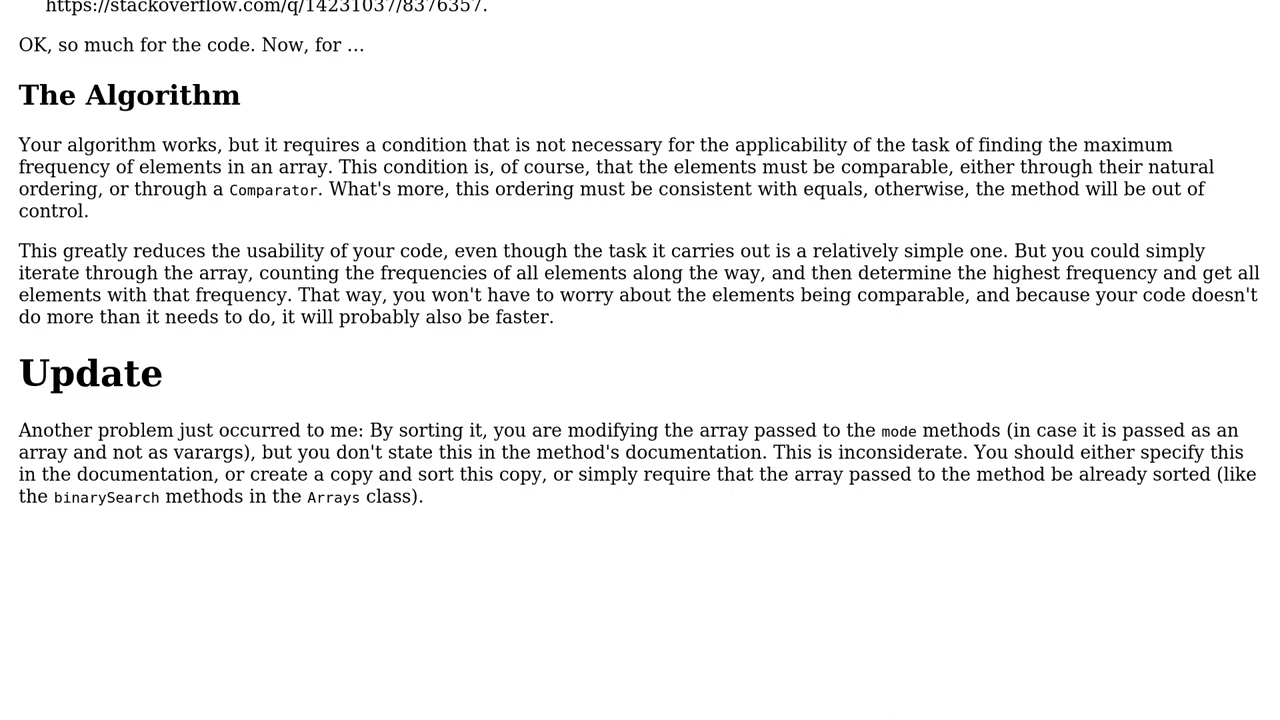 https://stackoverflow.com/q/14231037/8376357.
OK, so much for the code. Now, for …
The Algorithm
Your algorithm works, but it requires a condition that is not necessary for the applicability of the task of finding the maximum
frequency of elements in an array. This condition is, of course, that the elements must be comparable, either through their natural
ordering, or through a Comparator. What's more, this ordering must be consistent with equals, otherwise, the method will be out of
control.
This greatly reduces the usability of your code, even though the task it carries out is a relatively simple one. But you could simply
iterate through the array, counting the frequencies of all elements along the way, and then determine the highest frequency and get all
elements with that frequency. That way, you won't have to worry about the elements being comparable, and because your code doesn't
do more than it needs to do, it will probably also be faster.
Update
Another problem just occurred to me: By sorting it, you are modifying the array passed to the mode methods (in case it is passed as an
array and not as varargs), but you don't state this in the method's documentation. This is inconsiderate. You should either specify this
in the documentation, or create a copy and sort this copy, or simply require that the array passed to the method be already sorted (like
the binarySearch methods in the Arrays class).